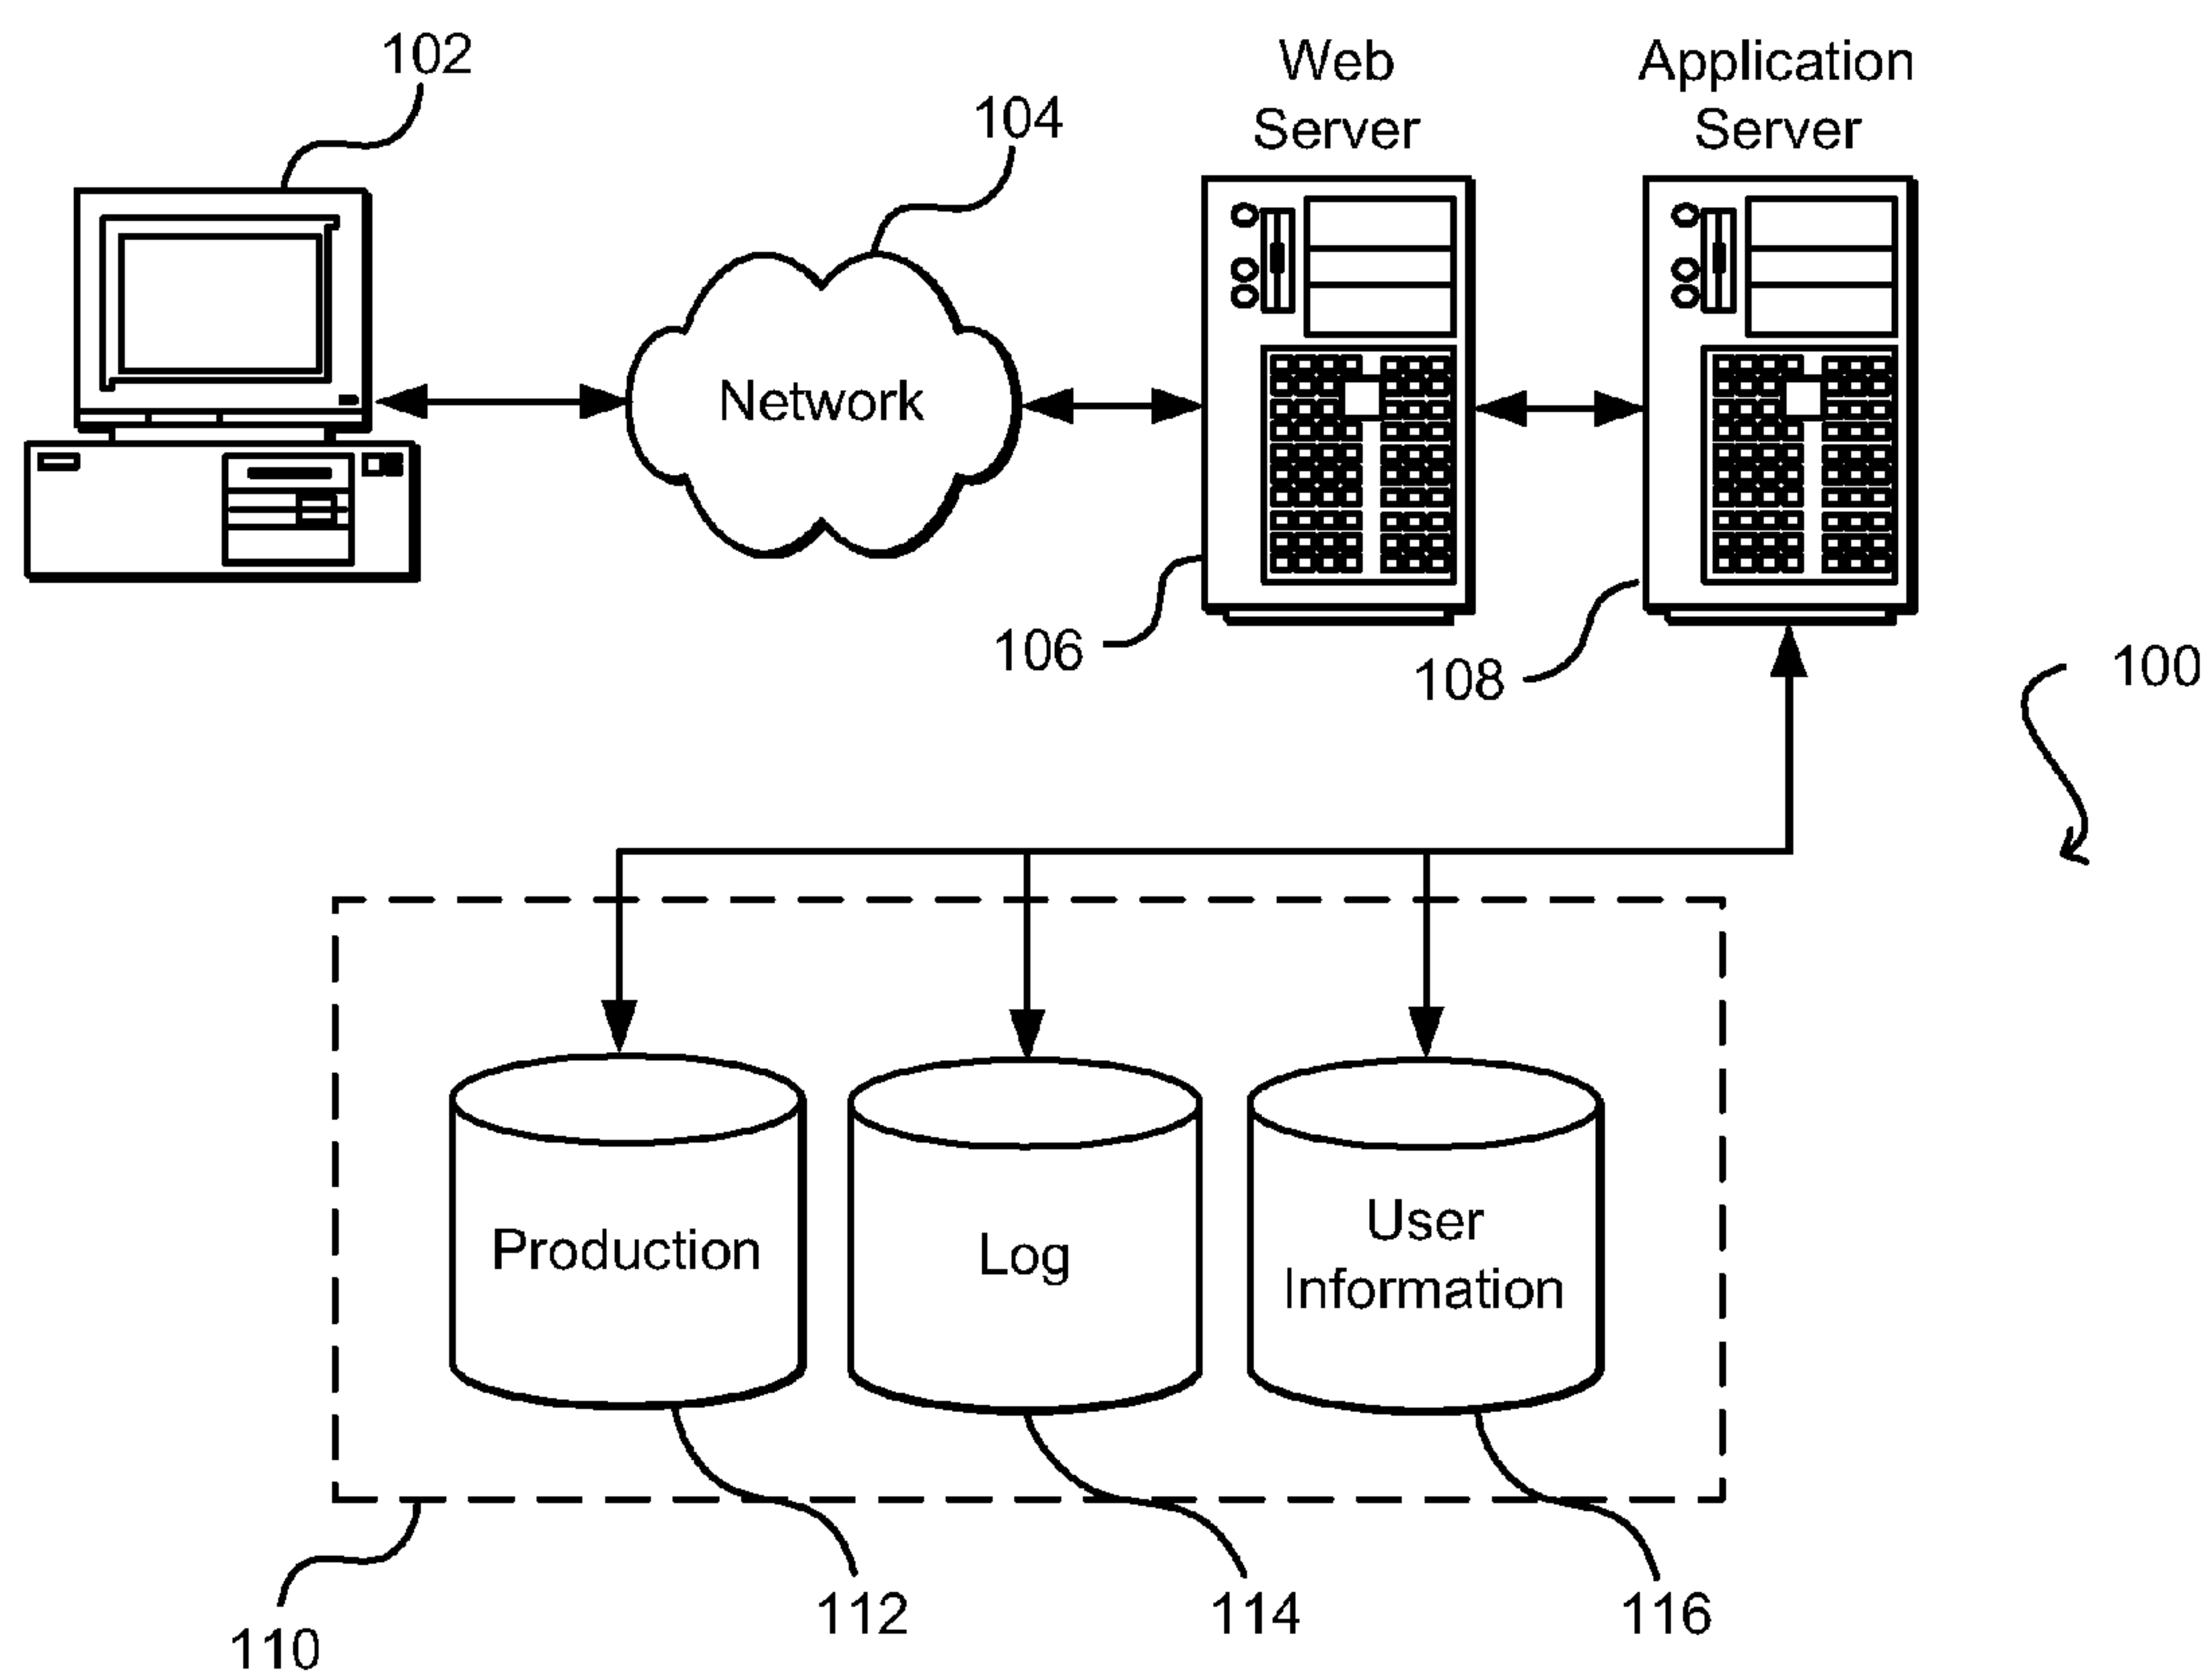 102
104
Web
Server
Application
Server
Network
106
108
100
Production
Log
User
Information
112
114
116
110